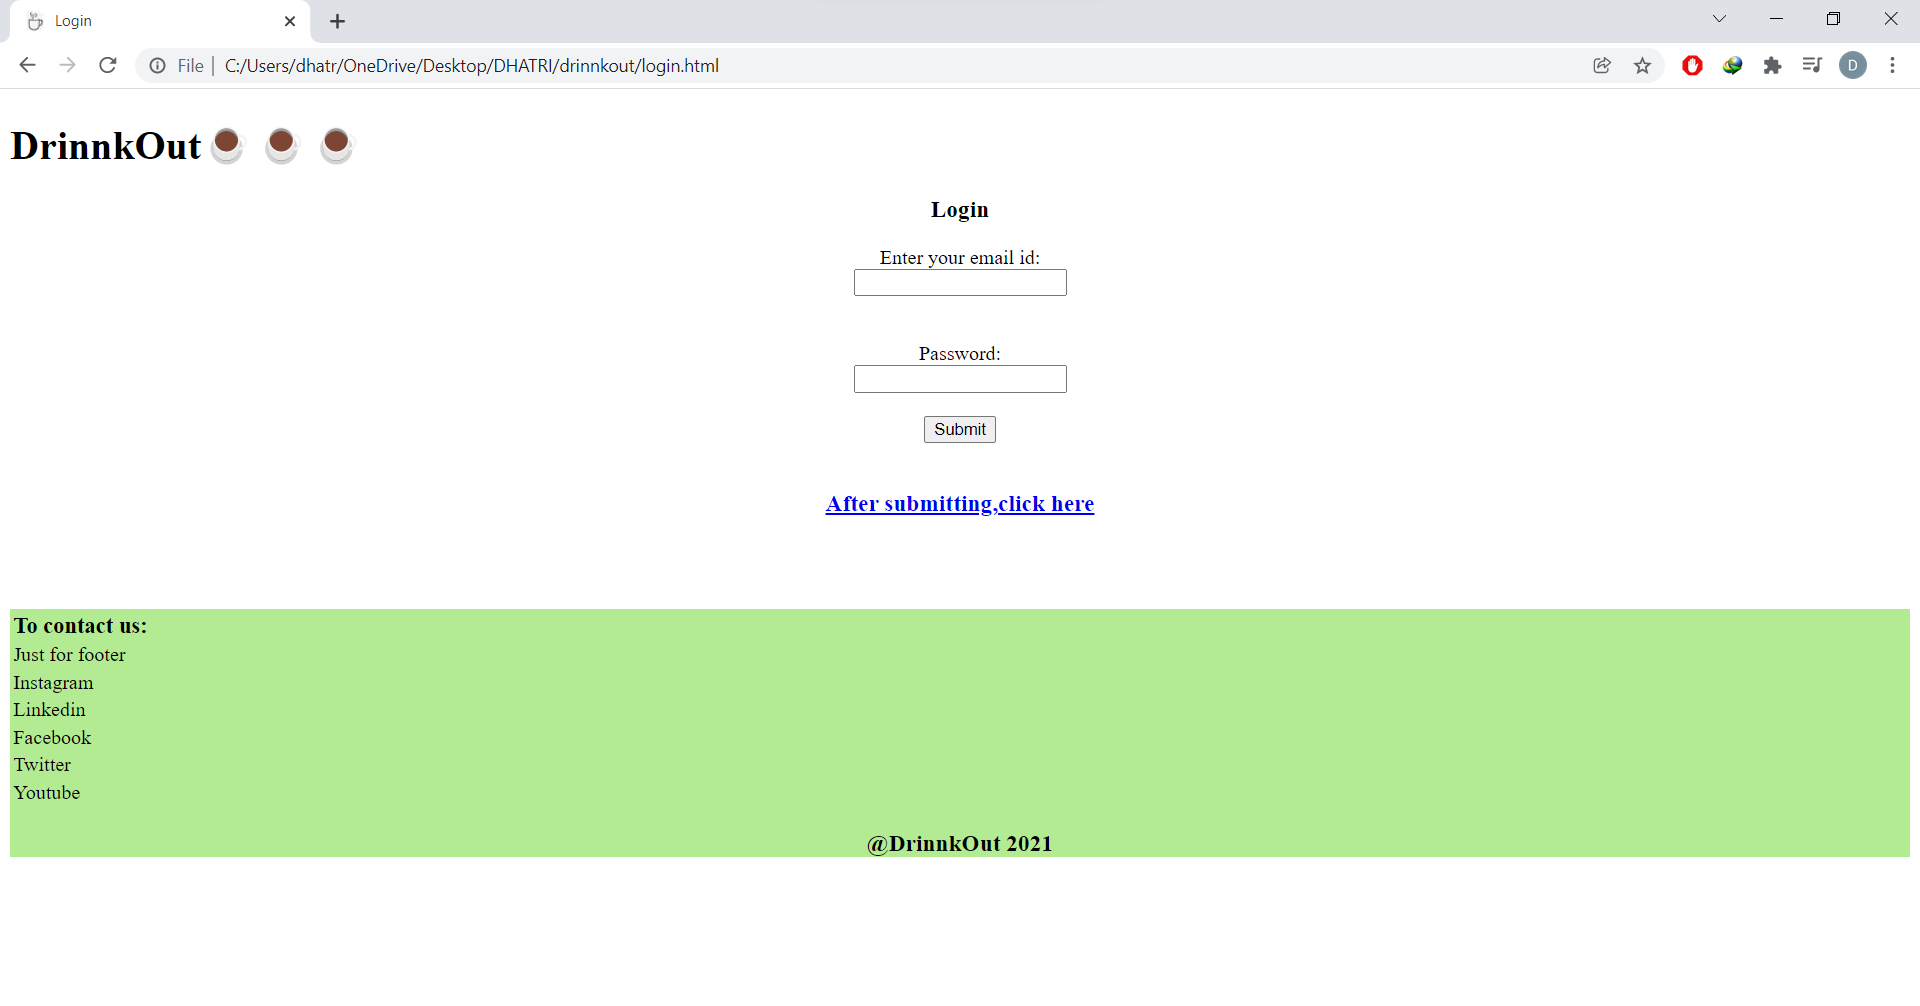 Login
File | C:/Users/dhatr/OneDrive/Desktop/DHATRI/drinnkout/login.html
D
DrinnkOut
Login
Enter your email id:
Password:
Submit
After submitting,click here
To contact us:
Just for footer
Instagram
Linkedin
Facebook
Twitter
Youtube
@DrinnkOut 2021